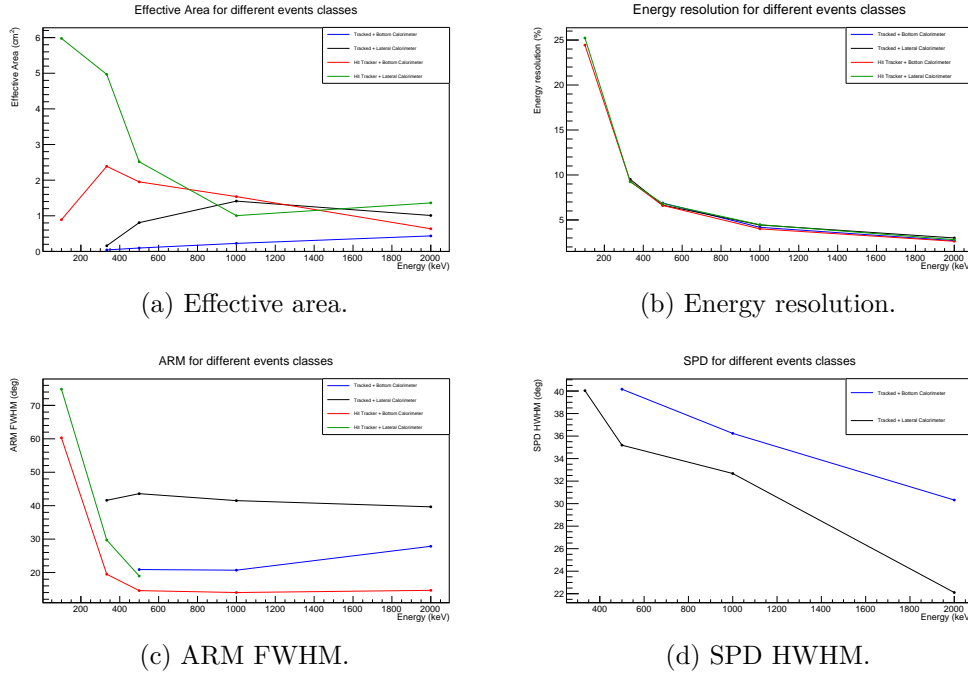 Effective Area for different events classes
Effective Area (cm²)
6
5
4
3
2
1
0
200 400 600 800 1000 1200 1400 1600 1800 2000
Energy (keV)
Tracked + Bottom Calorimeter
Tracked + Lateral Calorimeter
Hit Tracker + Bottom Calorimeter
Hit Tracker + Lateral Calorimeter
(a) Effective area.
Energy resolution for different events classes
Energy resolution (%)
25
20
15
10
5
200 400 600 800 1000 1200 1400 1600 1800 2000
Energy (keV)
Tracked + Bottom Calorimeter
Tracked + Lateral Calorimeter
Hit Tracker + Bottom Calorimeter
Hit Tracker + Lateral Calorimeter
(b) Energy resolution.
ARM for different events classes
ARM FWHM (deg)
70
60
50
40
30
20
200 400 600 800 1000 1200 1400 1600 1800 2000
Energy (keV)
Tracked + Bottom Calorimeter
Tracked + Lateral Calorimeter
Hit Tracker + Bottom Calorimeter
Hit Tracker + Lateral Calorimeter
(c) ARM FWHM.
SPD for different events classes
SPD HWHM (deg)
40
38
36
34
32
30
28
26
24
22
400 600 800 1000 1200 1400 1600 1800 2000
Energy (keV)
Tracked + Bottom Calorimeter
Tracked + Lateral Calorimeter
(d) SPD HWHM.